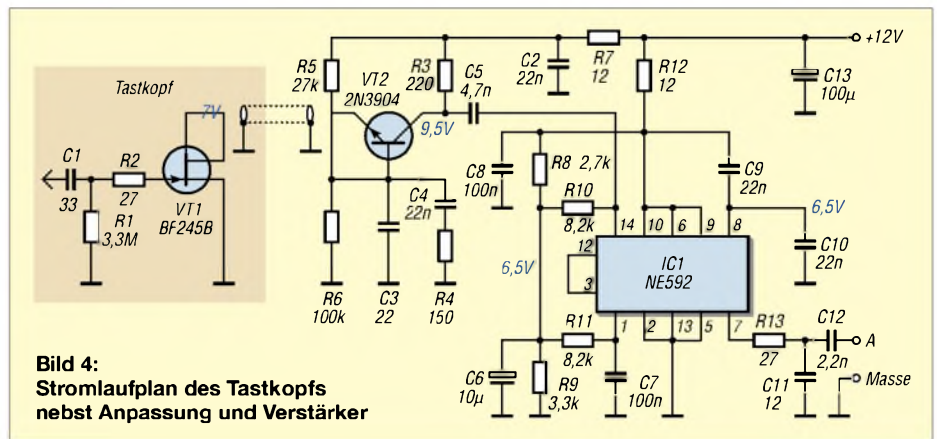 +12V
R5
27k
VT2
2N3904
R3
220
C5
4,7n
C2
22n
R7
12
R12
12
C13
100µ
Tastkopf
7V
9,5V
C1
33
R2
27
R1
3,3M
VT1
BF245B
C8
100n
R8 2,7k
C9
22n
C4
22n
R10
8,2k
6,5V
14
10
6
9
8
C10
22n
12
3
6,5V
IC1
NE592
R6
100k
C3
22
R4
150
R11
8,2k
1
2
13
5
7
R13
27
C12
2,2n
A
C6
10µ
R9
3,3k
C7
100n
C11
12
Masse
Bild 4:
Stromlaufplan des Tastkopfs
nebst Anpassung und Verstärker